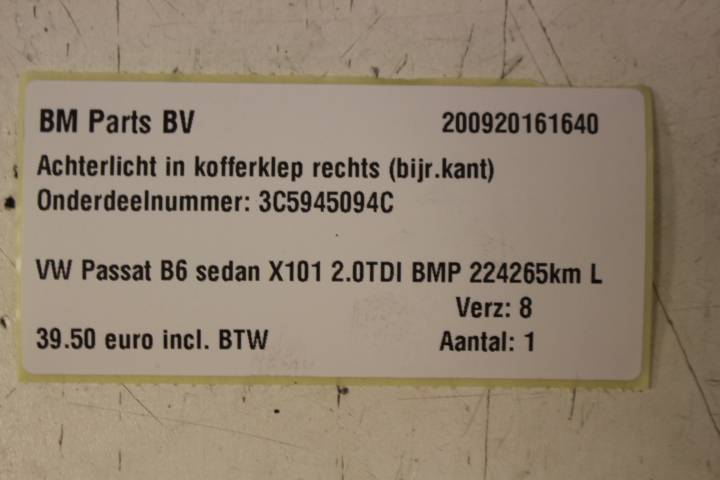 BM Parts BV 200920161640
Achterlicht in kofferklep rechts (bijr.kant)
Onderdeelnummer: 3C5945094C
VW Passat B6 sedan X101 2.0TDI BMP 224265km L
Verz: 8
39.50 euro incl. BTW Aantal: 1